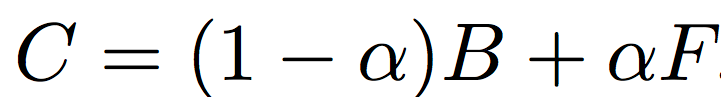 C = (1 − α)B + αF.